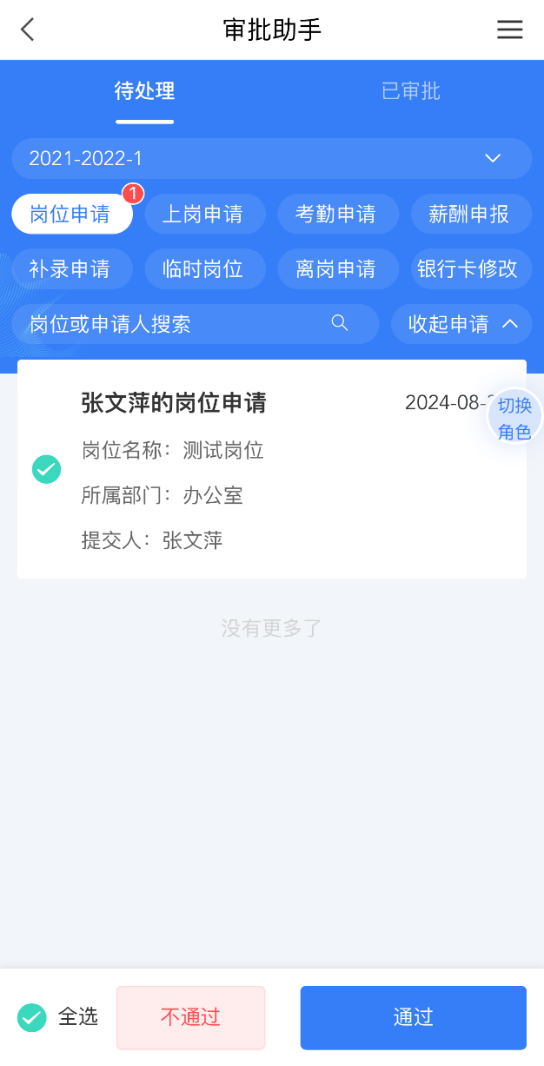 审批助手
待处理
已审批
2021-2022-1
岗位申请
1
上岗申请
考勤申请
薪酬申报
补录申请
临时岗位
离岗申请
银行卡修改
岗位或申请人搜索
收起申请
张文萍的岗位申请
2024-08-
切换
角色
岗位名称：测试岗位
所属部门：办公室
提交人：张文萍
没有更多了
全选
不通过
通过